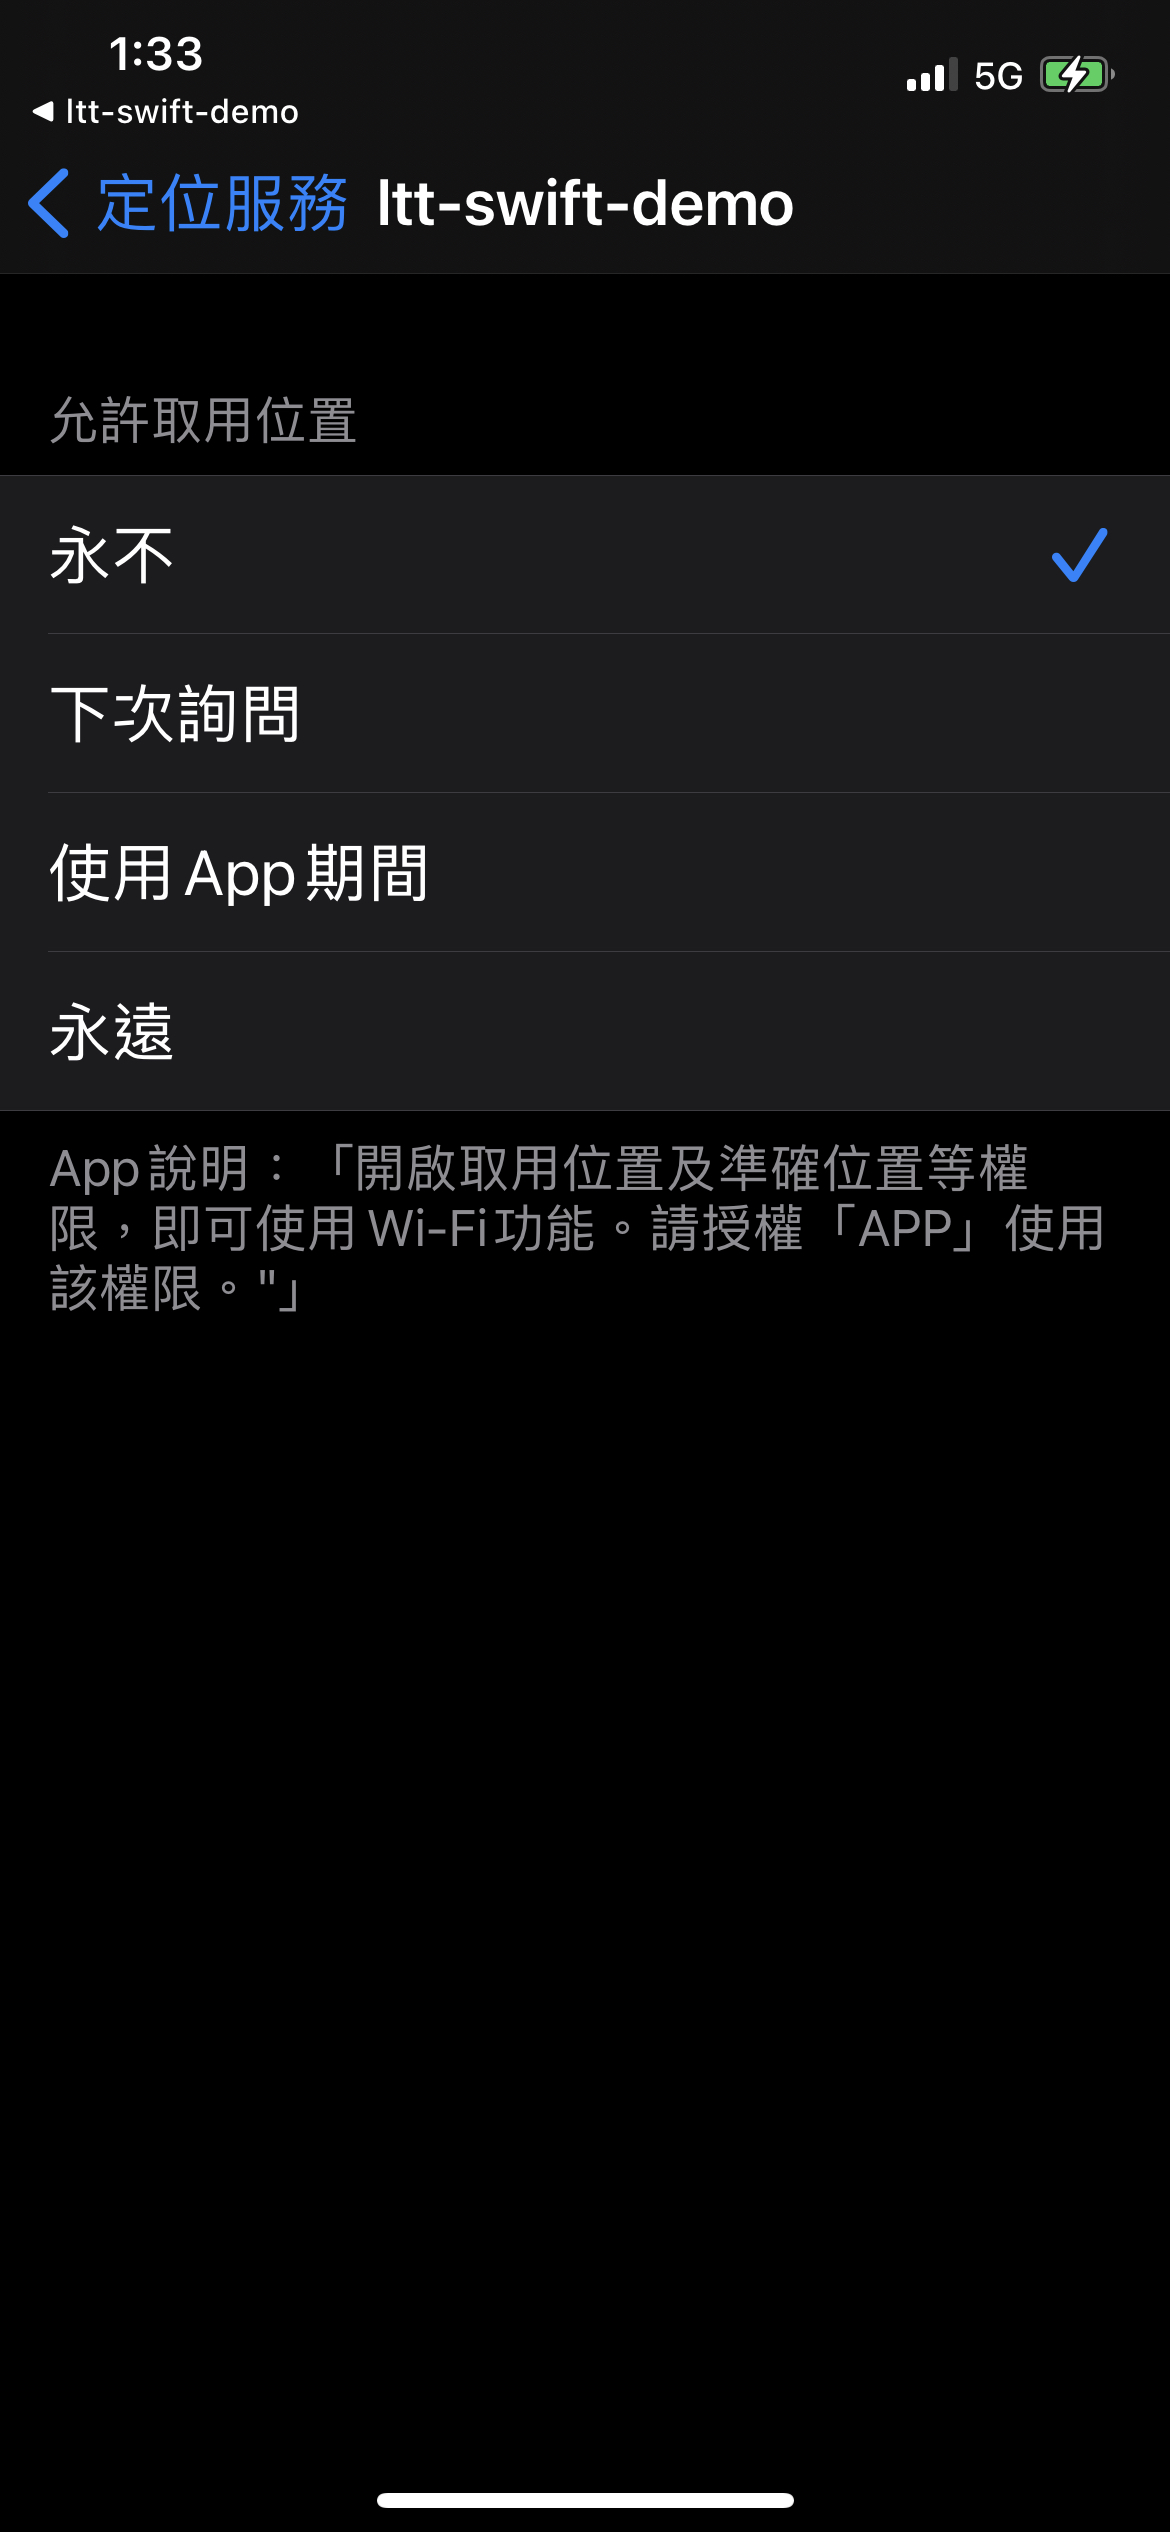 1:33
5G
◀ ltt-swift-demo
定位服務 ltt-swift-demo
允許取用位置
永不
下次詢問
使用 App 期間
永遠
App 說明：「開啟取用位置及準確位置等權
限，即可使用 Wi-Fi 功能。請授權「APP」使用
該權限。"」